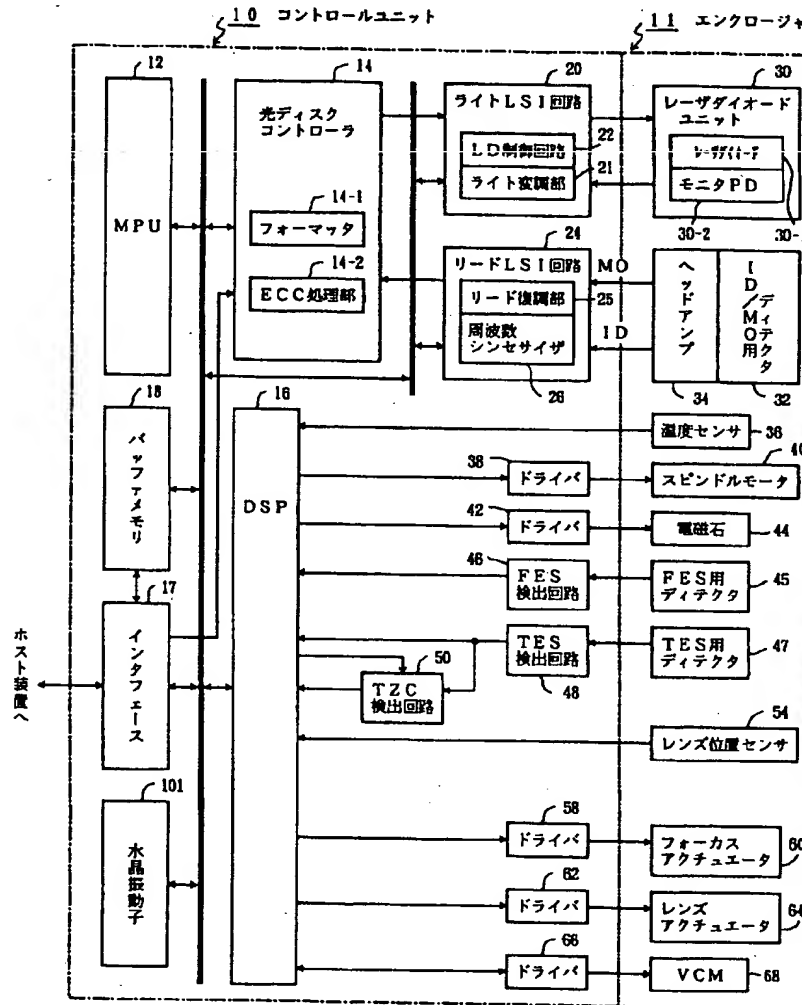 10 コントロールユニット
11 エンクロージャ
12
MPU
14
光ディスク
コントローラ
14-1
フォーマッタ
14-2
ECC処理部
20
ライトLSI回路
22
LD制御回路
21
ライト変調部
30
レーザダイオード
ユニット
レーザダイオード
モニタPD
30-2
30-
24
リードLSI回路
リード復調部
25
周波数
シンセサイザ
26
MO
ID
ヘッドアンプ
34
ID/MO用
ディテクタ
32
18
バッファメモリ
16
DSP
温度センサ
36
38
ドライバ
スピンドルモータ
40
42
ドライバ
電磁石
44
46
FES
検出回路
FES用
ディテクタ
45
17
インタフェース
ホスト装置へ
TES
検出回路
48
TES用
ディテクタ
47
50
TZC
検出回路
54
レンズ位置センサ
101
水晶振動子
58
ドライバ
フォーカス
アクチュエータ
60
62
ドライバ
レンズ
アクチュエータ
64
66
ドライバ
VCM
68